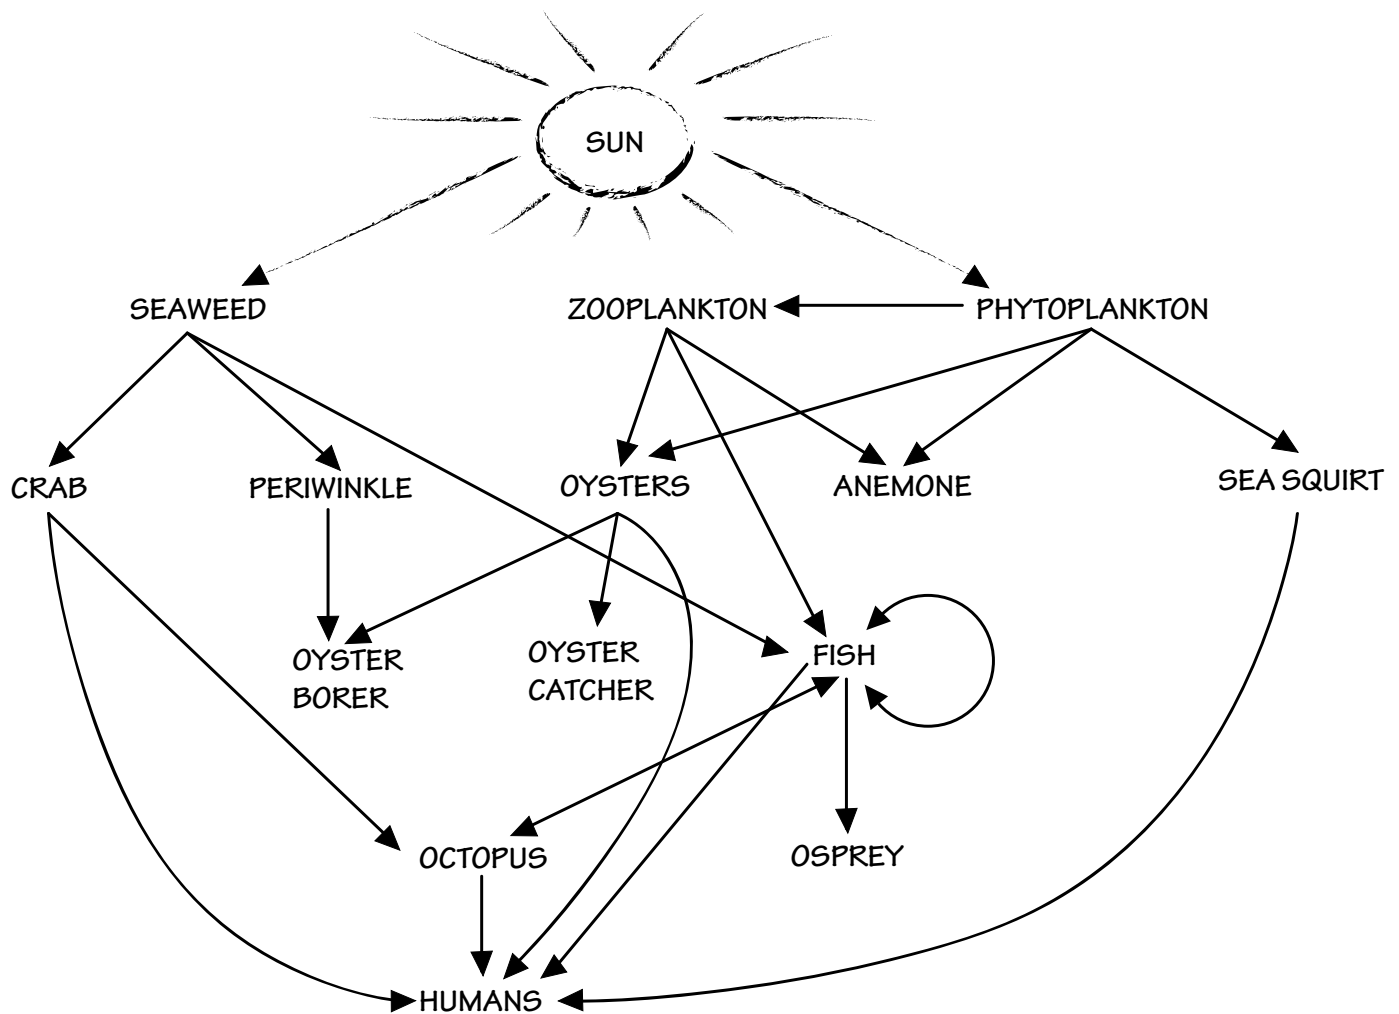 SUN
SEAWEED
ZOOPLANKTON
PHYTOPLANKTON
CRAB
PERIWINKLE
OYSTERS
ANEMONE
SEA SQUIRT
OYSTER
BORER
OYSTER
CATCHER
FISH
OCTOPUS
OSPREY
HUMANS